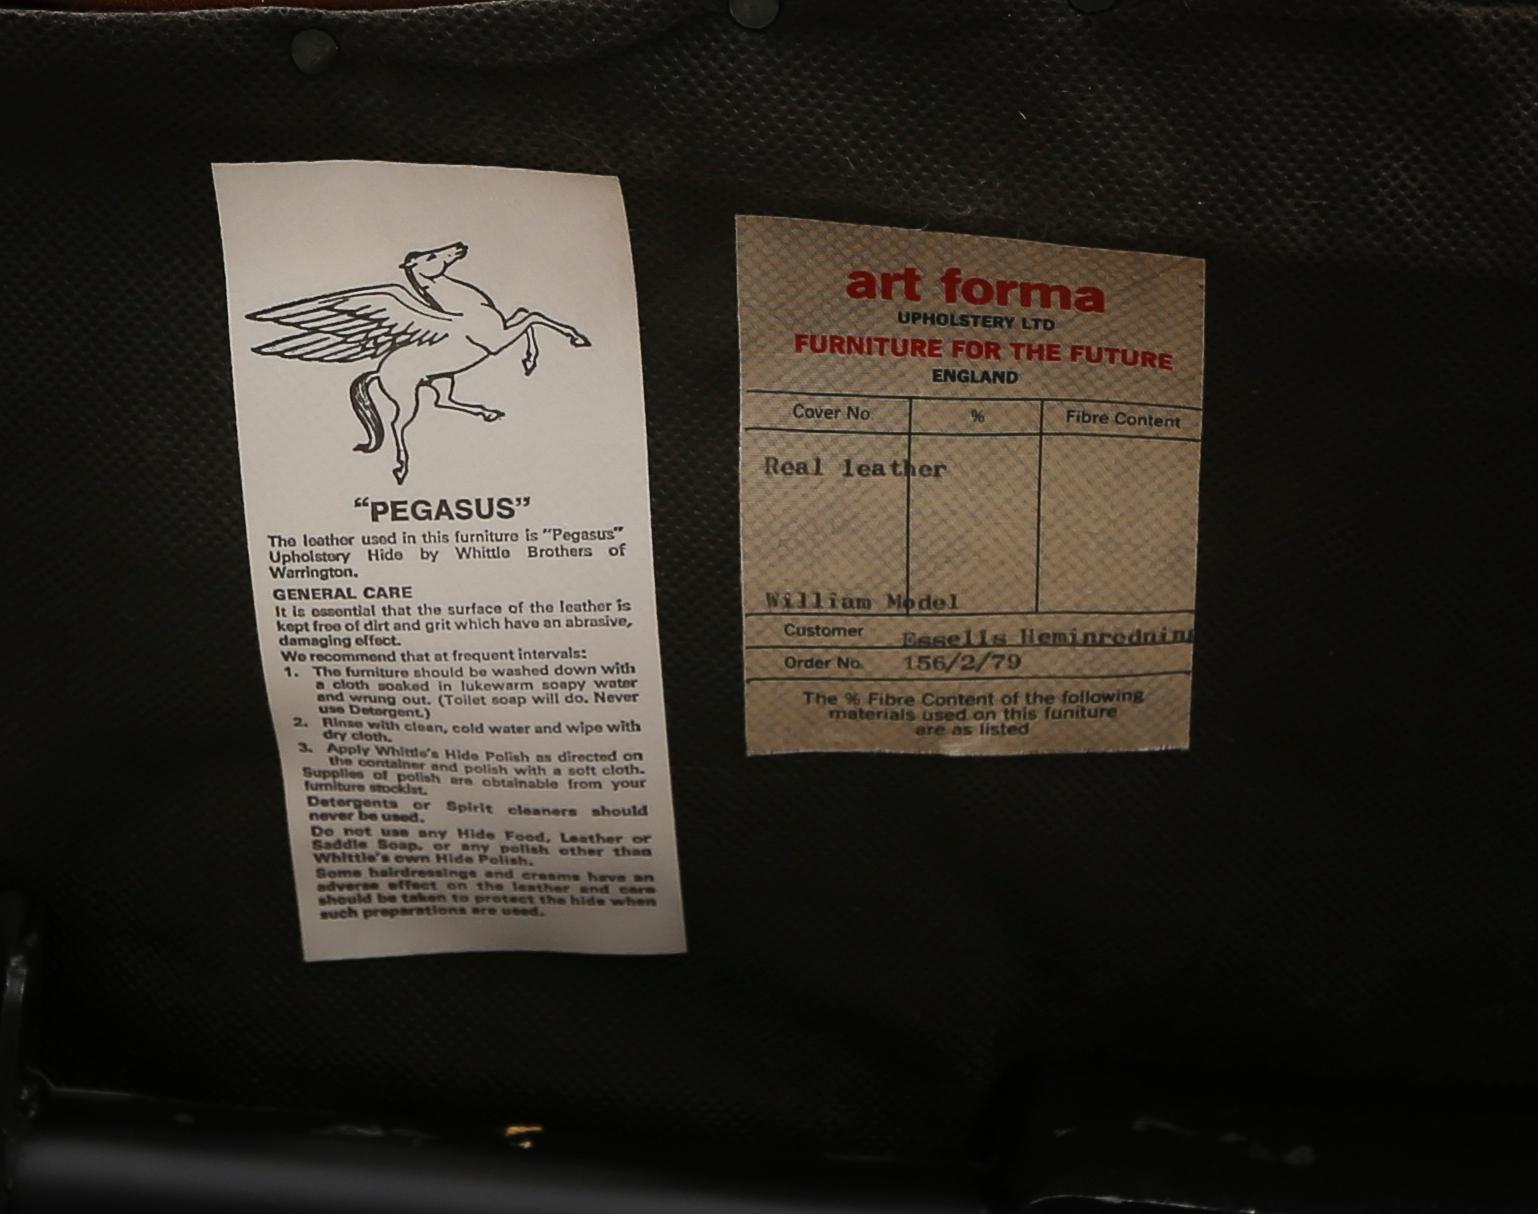 “PEGASUS”
The leather used in this furniture is “Pegasus”
Upholstery Hide by Whittle Brothers of
Warrington.
GENERAL CARE
It is essential that the surface of the leather is
kept free of dirt and grit which have an abrasive,
damaging effect.
We recommend that at frequent intervals:
1. The furniture should be washed down with
a cloth soaked in lukewarm soapy water
and wrung out. (Toilet soap will do. Never
use Detergent.)
2. Rinse with clean, cold water and wipe with
dry cloth.
3. Apply Whittle's Hide Polish as directed on
the container and polish with a soft cloth.
Supplies of polish are obtainable from your
furniture stockist.
Detergents or Spirit cleaners should
never be used.
Do not use any Hide Food, Leather or
Saddle Soap, or any polish other than
Whittle's own Hide Polish.
Some hairdressings and creams have an
adverse effect on the leather and care
should be taken to protect the hide when
such preparations are used.
art forma
UPHOLSTERY LTD
FURNITURE FOR THE FUTURE
ENGLAND
Cover No. % Fibre Content
Real leather
William Model
Customer Essells Heminrednin
Order No. 156/2/79
The % Fibre Content of the following
materials used on this funiture
are as listed